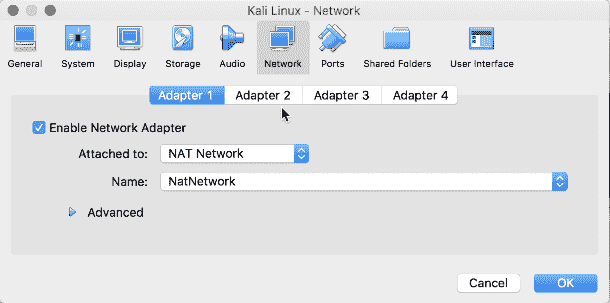 Kali Linux - Network
General System Display Storage Audio Network Ports Shared Folders User Interface
Adapter 1 Adapter 2 Adapter 3 Adapter 4
Enable Network Adapter
Attached to: NAT Network
Name: NatNetwork
Advanced
Cancel OK